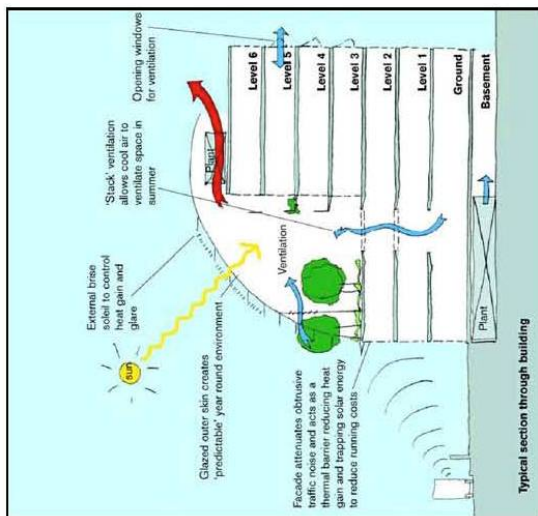 Glazed outer skin creates
'predictable' year round environment
External brise
soleil to control
heat gain and
glare
'Stack' ventilation
allows cool air to
ventilate space in
summer
Opening windows
for ventilation
sun
Plant
Facade attenuates obtrusive
traffic noise and acts as a
thermal barrier reducing heat
gain and trapping solar energy
to reduce running costs
Ventilation
Level 6
Level 5
Level 4
Level 3
Level 2
Level 1
Ground
Basement
Plant
Typical section through building